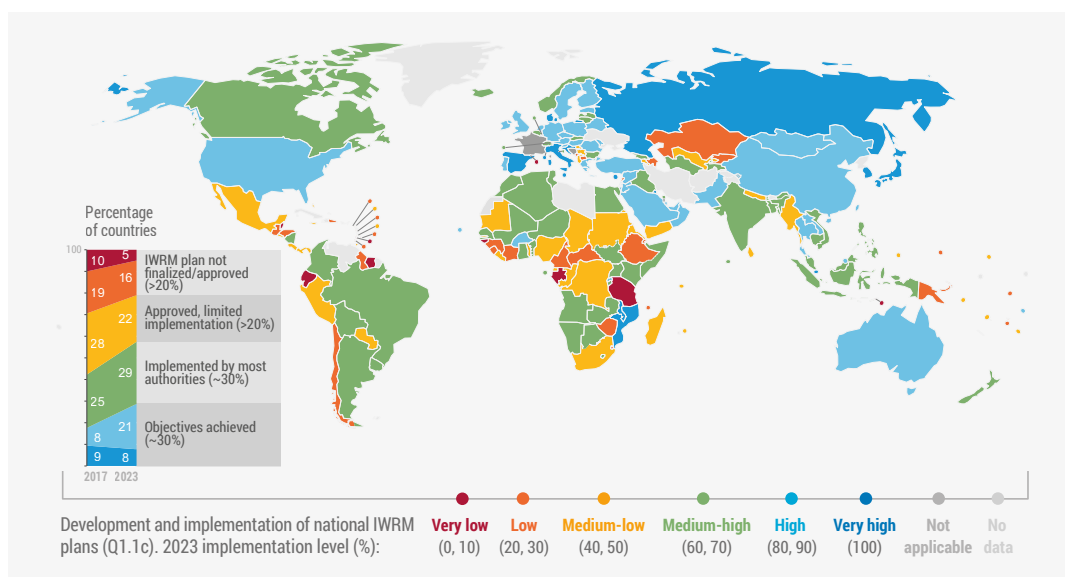 Percentage
of countries
100
10
5
IWRM plan not
finalized/approved
(>20%)
16
19
Approved, limited
implementation (>20%)
22
28
Implemented by most
authorities (~30%)
29
25
Objectives achieved
(~30%)
21
8
9
8
2017 2023
Development and implementation of national IWRM
plans (Q1.1c). 2023 implementation level (%):
Very low
(0, 10)
Low
(20, 30)
Medium-low
(40, 50)
Medium-high
(60, 70)
High
(80, 90)
Very high
(100)
Not
applicable
No
data